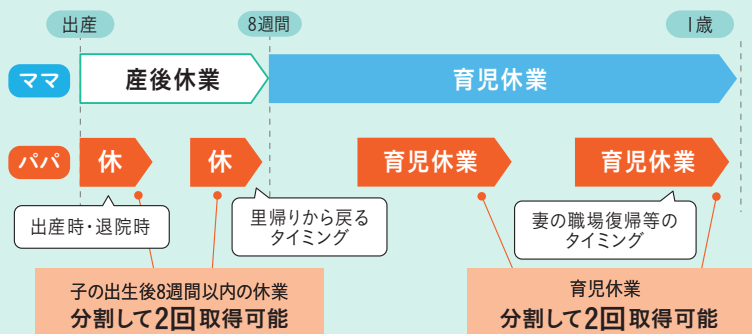 出産
8週間
1歳
ママ
産後休業
育児休業
パパ
休
休
育児休業
育児休業
出産時・退院時
里帰りから戻る
タイミング
妻の職場復帰等の
タイミング
子の出生後8週間以内の休業
分割して2回取得可能
育児休業
分割して2回取得可能